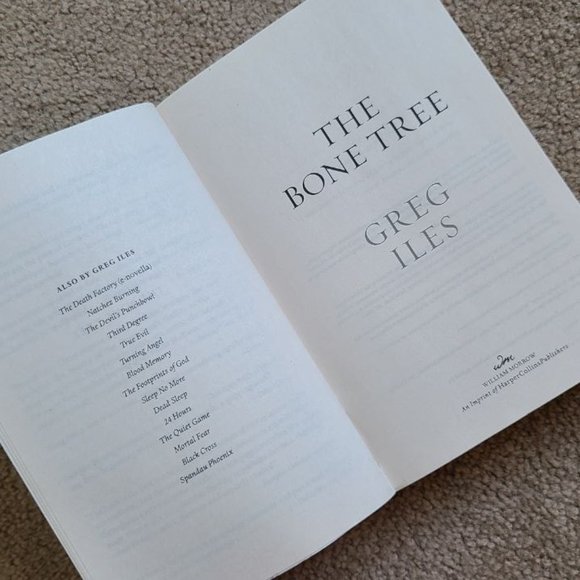 ALSO BY GREG ILES
The Death Factory (e-novella)
Natchez Burning
The Devil's Punchbowl
Third Degree
True Evil
Turning Angel
Blood Memory
The Footprints of God
Sleep No More
Dead Sleep
24 Hours
The Quiet Game
Mortal Fear
Black Cross
Spandau Phoenix
THE
BONE TREE
GREG
ILES
wm
WILLIAM MORROW
An Imprint of HarperCollinsPublishers